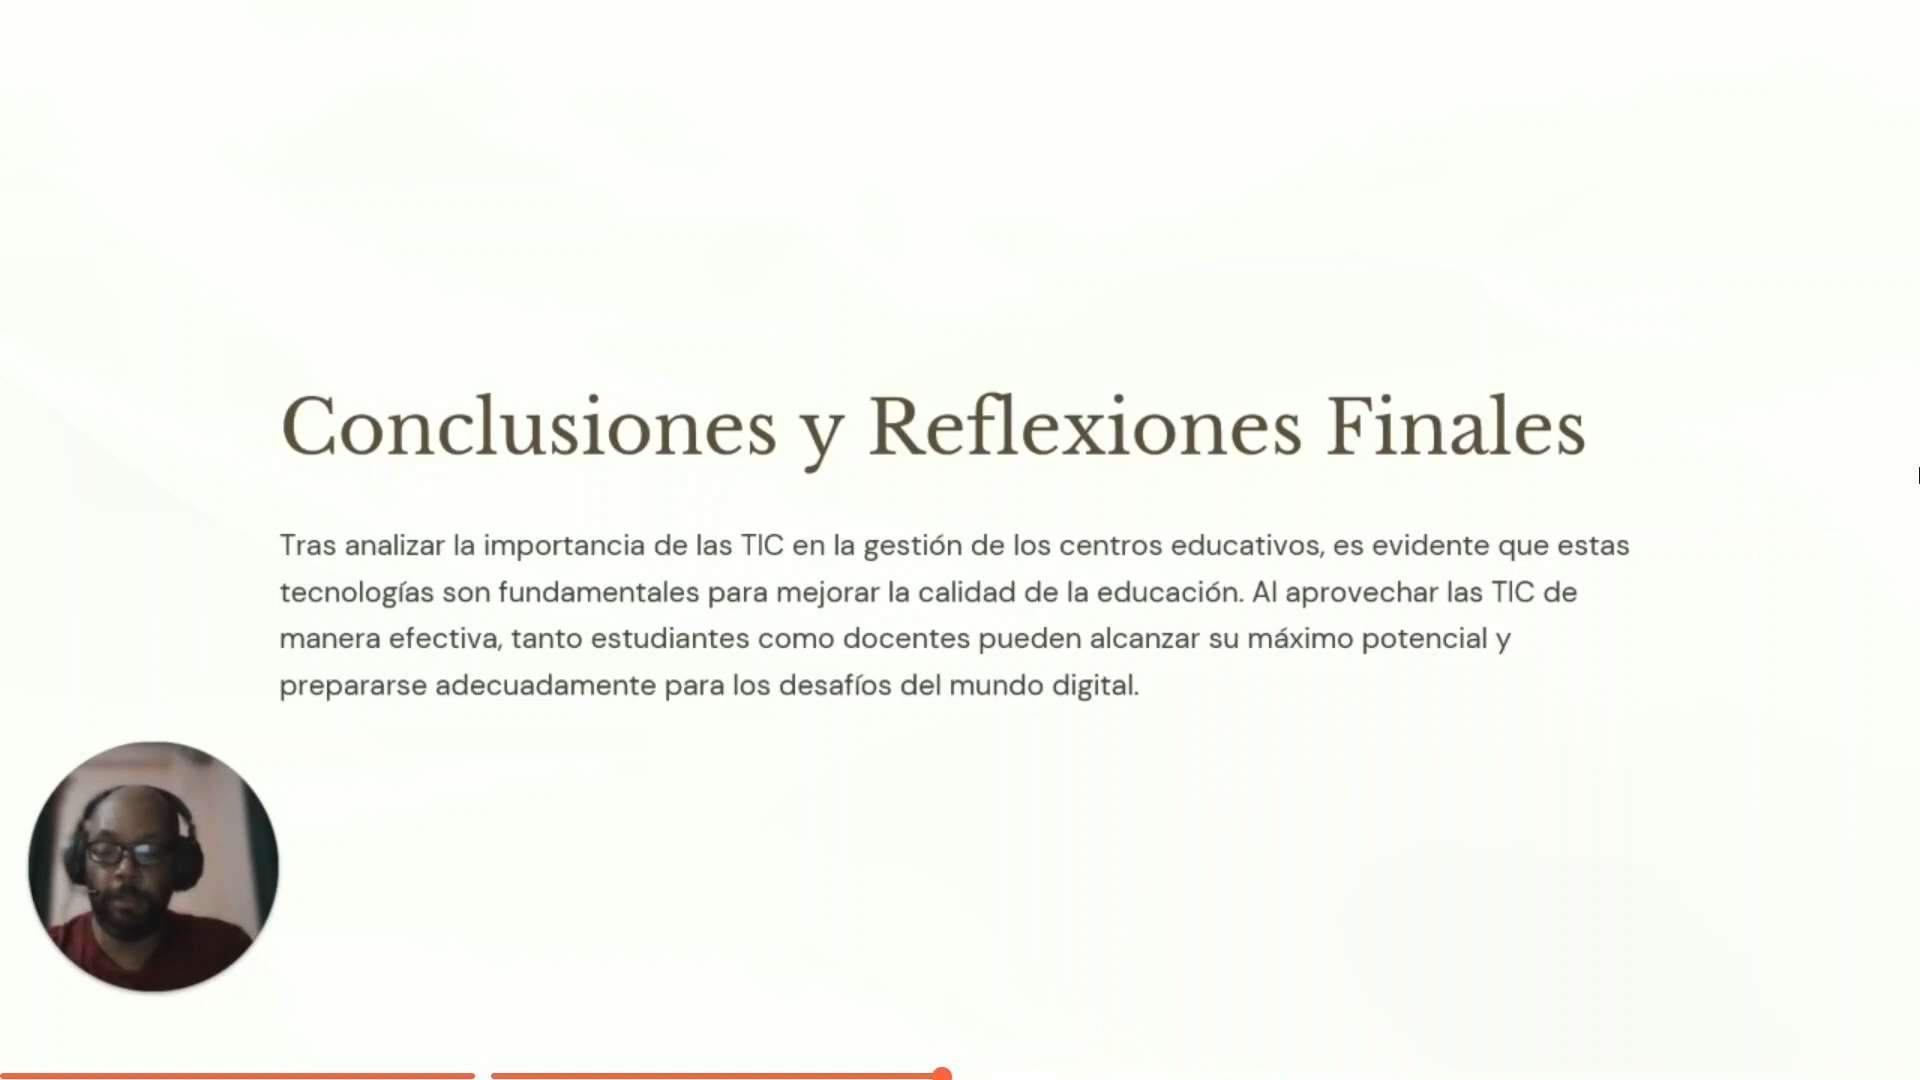 Conclusiones y Reflexiones Finales
Tras analizar la importancia de las TIC en la gestión de los centros educativos, es evidente que estas
tecnologías son fundamentales para mejorar la calidad de la educación. Al aprovechar las TIC de
manera efectiva, tanto estudiantes como docentes pueden alcanzar su máximo potencial y
prepararse adecuadamente para los desafíos del mundo digital.